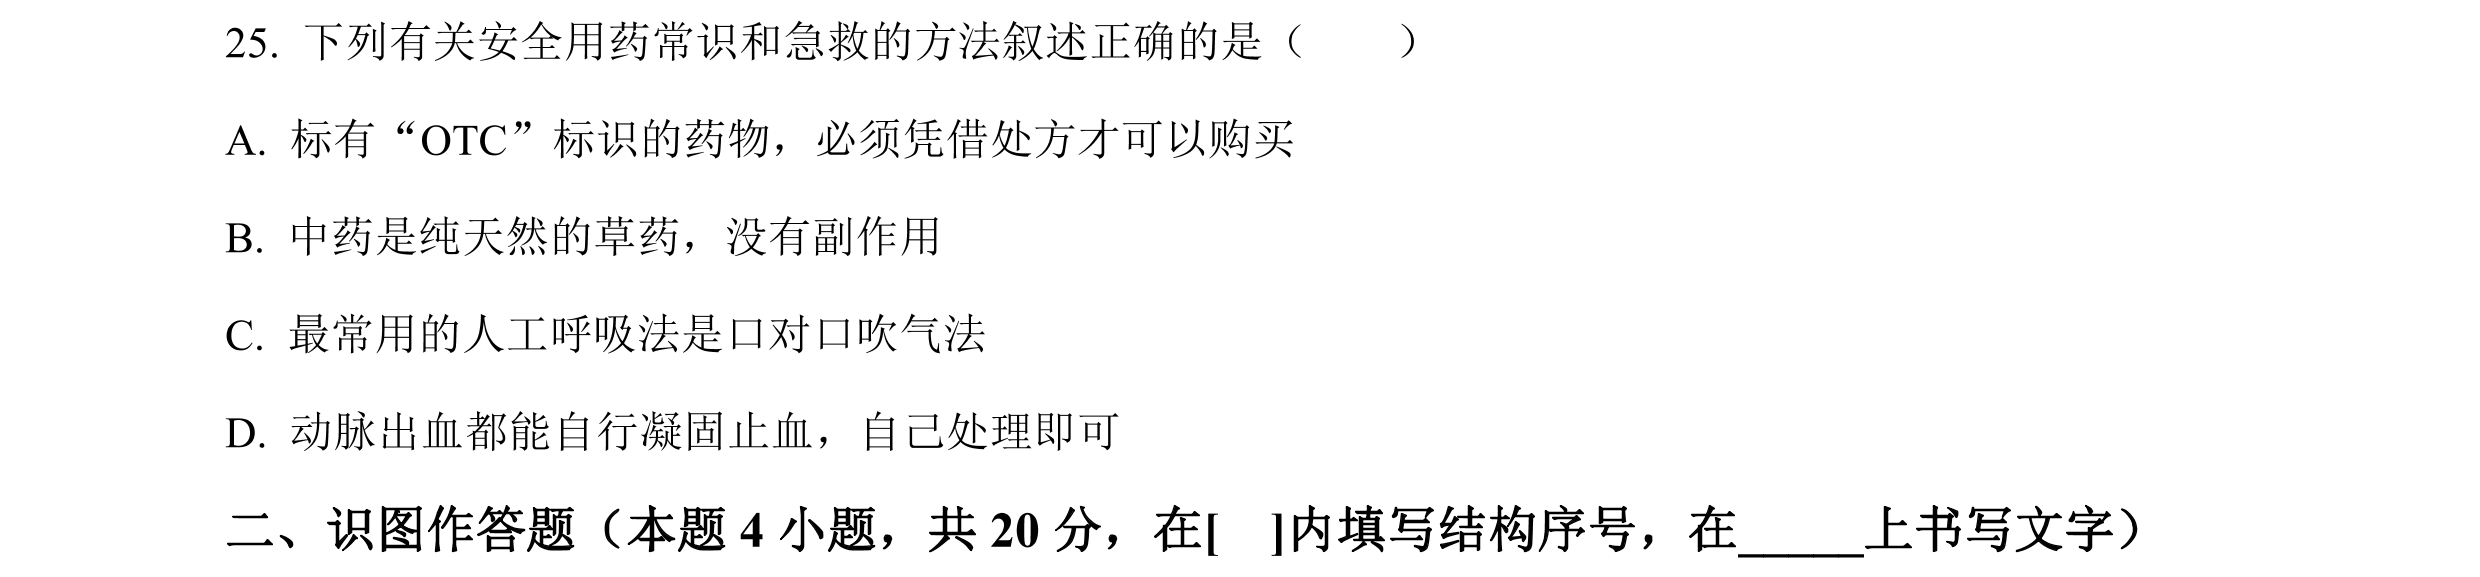 25. 下列有关安全用药常识和急救的方法叙述正确的是（　　）
A. 标有“OTC”标识的药物，必须凭借处方才可以购买
B. 中药是纯天然的草药，没有副作用
C. 最常用的人工呼吸法是口对口吹气法
D. 动脉出血都能自行凝固止血，自己处理即可
二、识图作答题（本题 4 小题，共 20 分，在[　]内填写结构序号，在_____上书写文字）